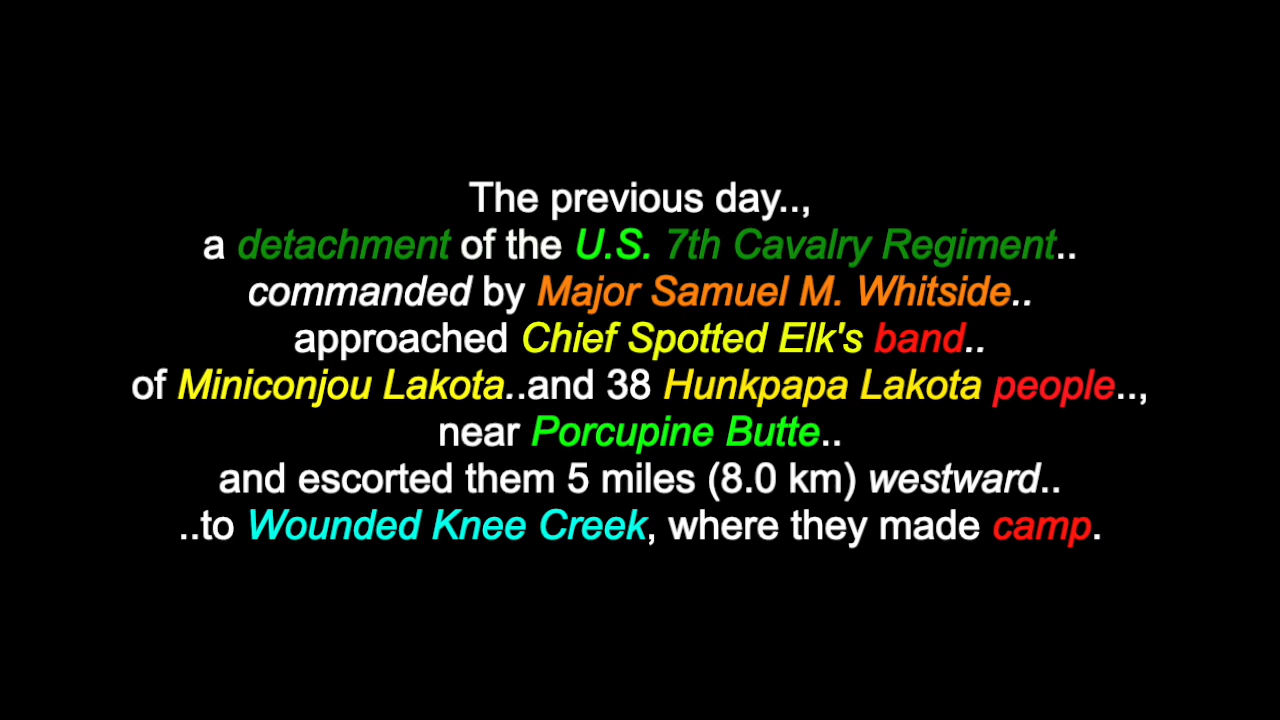 The previous day..,
a detachment of the U.S. 7th Cavalry Regiment..
commanded by Major Samuel M. Whitside..
approached Chief Spotted Elk's band..
of Miniconjou Lakota..and 38 Hunkpapa Lakota people..,
near Porcupine Butte..
and escorted them 5 miles (8.0 km) westward..
..to Wounded Knee Creek, where they made camp.